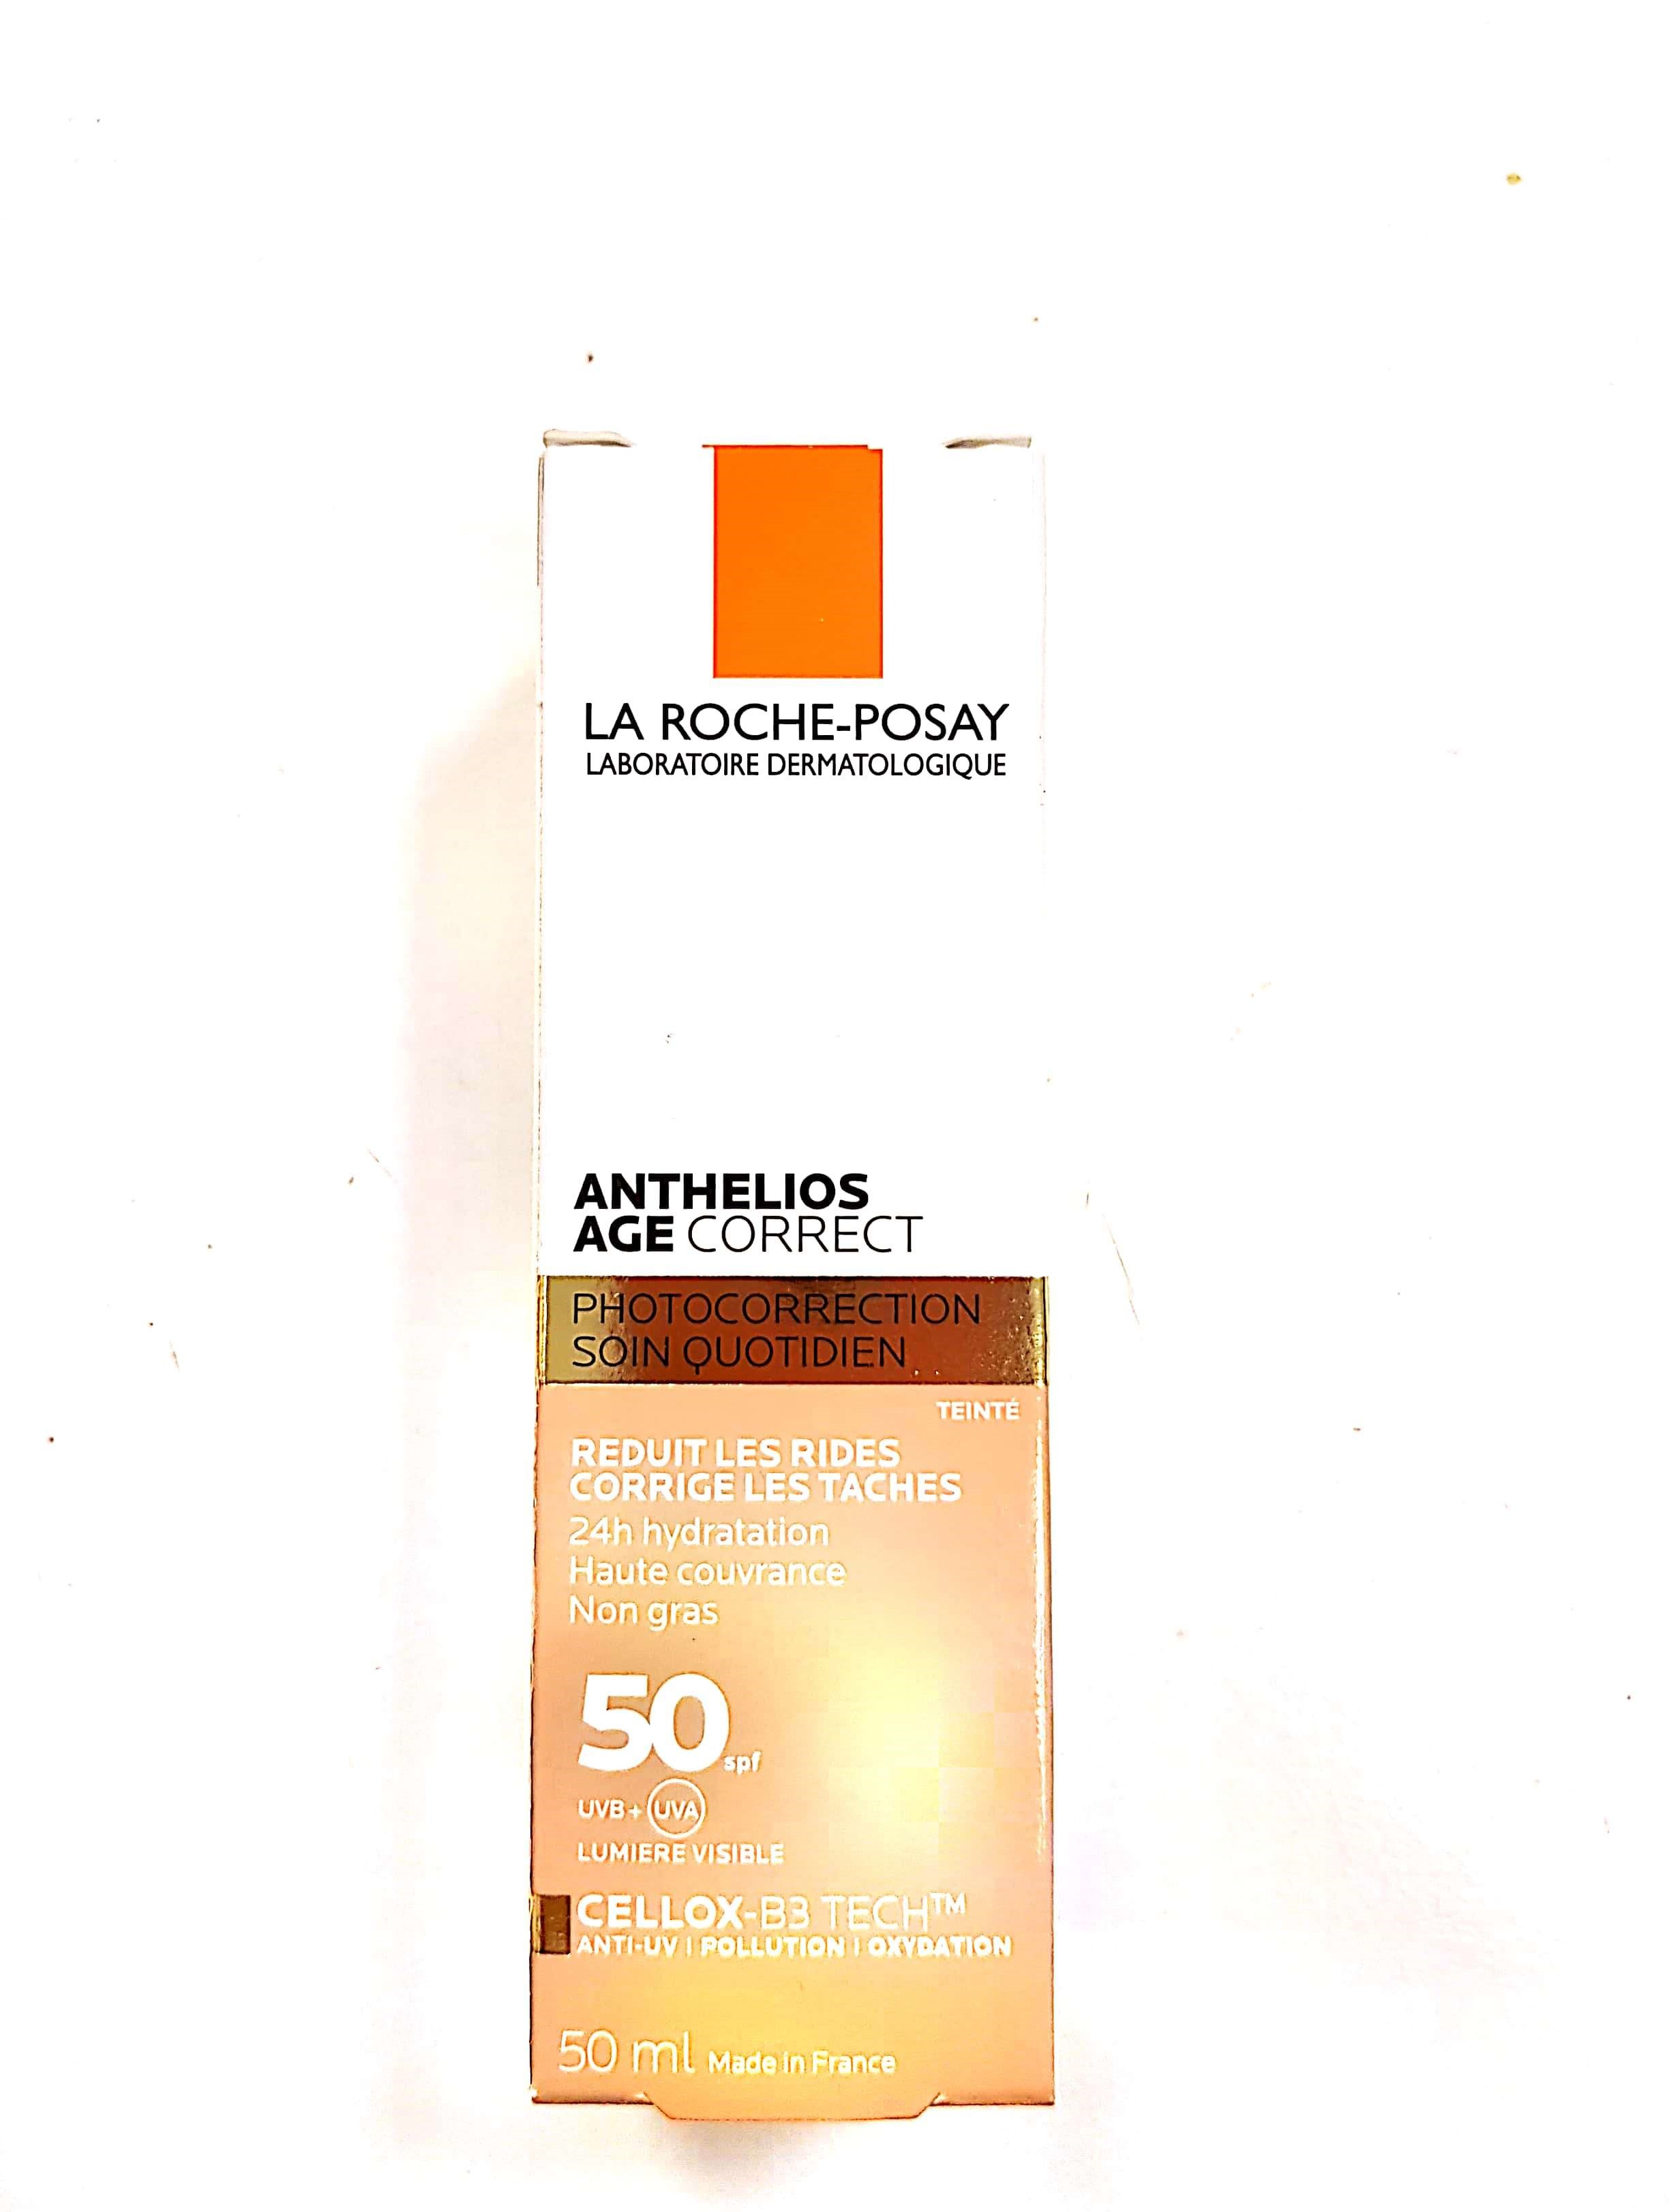 LA ROCHE-POSAY
LABORATOIRE DERMATOLOGIQUE
ANTHELIOS
AGE CORRECT
PHOTOCORRECTION
SOIN QUOTIDIEN
TEINTÉ
REDUIT LES RIDES
CORRIGE LES TACHES
24h hydratation
Haute couvrance
Non gras
50 spf
UVB + UVA
LUMIERE VISIBLE
CELLOX-B3 TECH™
ANTI-UV | POLLUTION | OXYDATION
50 ml Made in France